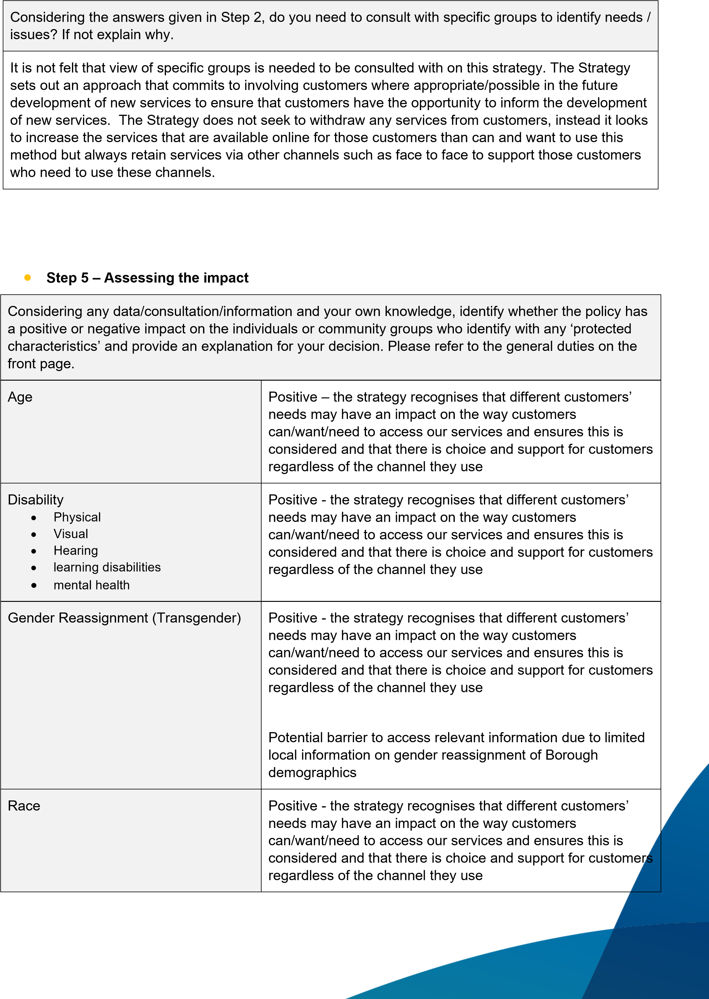 Considering the answers given in Step 2, do you need to consult with specific groups to identify needs /
issues? If not explain why.
It is not felt that view of specific groups is needed to be consulted with on this strategy. The Strategy
sets out an approach that commits to involving customers where appropriate/possible in the future
development of new services to ensure that customers have the opportunity to inform the development
of new services.  The Strategy does not seek to withdraw any services from customers, instead it looks
to increase the services that are available online for those customers than can and want to use this
method but always retain services via other channels such as face to face to support those customers
who need to use these channels.
• Step 5 – Assessing the impact
Considering any data/consultation/information and your own knowledge, identify whether the policy has
a positive or negative impact on the individuals or community groups who identify with any ‘protected
characteristics’ and provide an explanation for your decision. Please refer to the general duties on the
front page.
Age
Positive – the strategy recognises that different customers’
needs may have an impact on the way customers
can/want/need to access our services and ensures this is
considered and that there is choice and support for customers
regardless of the channel they use
Disability
• Physical
• Visual
• Hearing
• learning disabilities
• mental health
Positive - the strategy recognises that different customers’
needs may have an impact on the way customers
can/want/need to access our services and ensures this is
considered and that there is choice and support for customers
regardless of the channel they use
Gender Reassignment (Transgender)
Positive - the strategy recognises that different customers’
needs may have an impact on the way customers
can/want/need to access our services and ensures this is
considered and that there is choice and support for customers
regardless of the channel they use
Potential barrier to access relevant information due to limited
local information on gender reassignment of Borough
demographics
Race
Positive - the strategy recognises that different customers’
needs may have an impact on the way customers
can/want/need to access our services and ensures this is
considered and that there is choice and support for customers
regardless of the channel they use